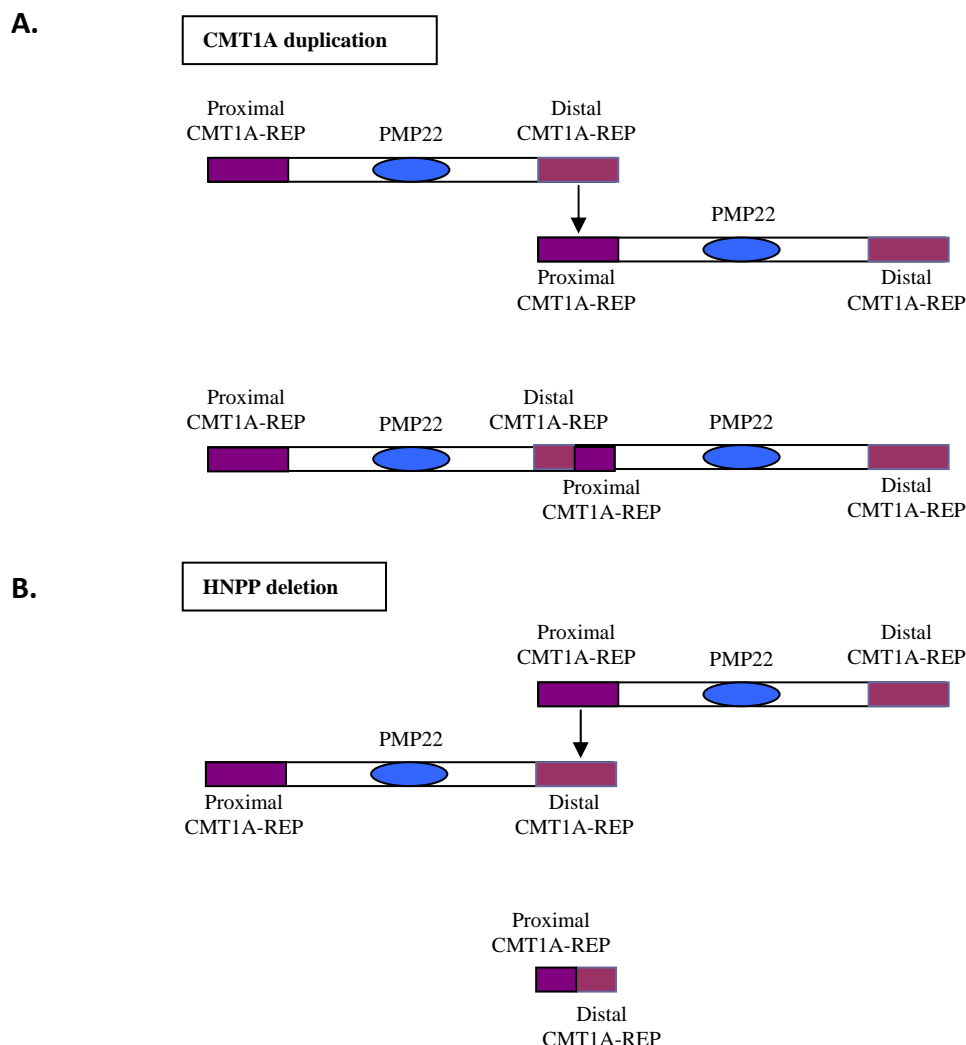 A.
CMT1A duplication
Proximal
CMT1A-REP
PMP22
Distal
CMT1A-REP
PMP22
Proximal
CMT1A-REP
Distal
CMT1A-REP
Proximal
CMT1A-REP
PMP22
Distal
CMT1A-REP
PMP22
Proximal
CMT1A-REP
Distal
CMT1A-REP
B.
HNPP deletion
Proximal
CMT1A-REP
PMP22
Distal
CMT1A-REP
PMP22
Proximal
CMT1A-REP
Distal
CMT1A-REP
Proximal
CMT1A-REP
Distal
CMT1A-REP